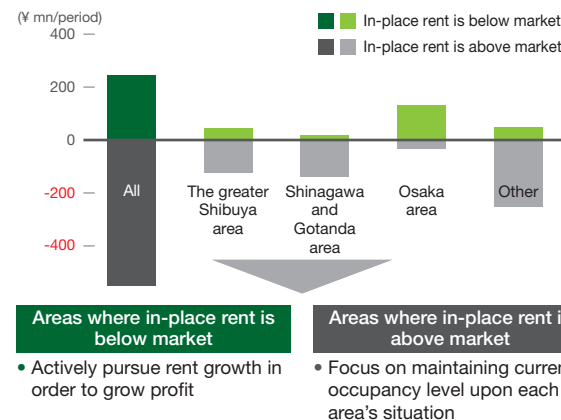 (¥ mn/period)
In-place rent is below market
In-place rent is above market
400
200
0
-200
-400
All
The greater
Shibuya
area
Shinagawa
and
Gotanda
area
Osaka
area
Other
Areas where in-place rent is
below market
• Actively pursue rent growth in
order to grow profit
Areas where in-place rent i
above market
• Focus on maintaining curren
occupancy level upon each
area's situation